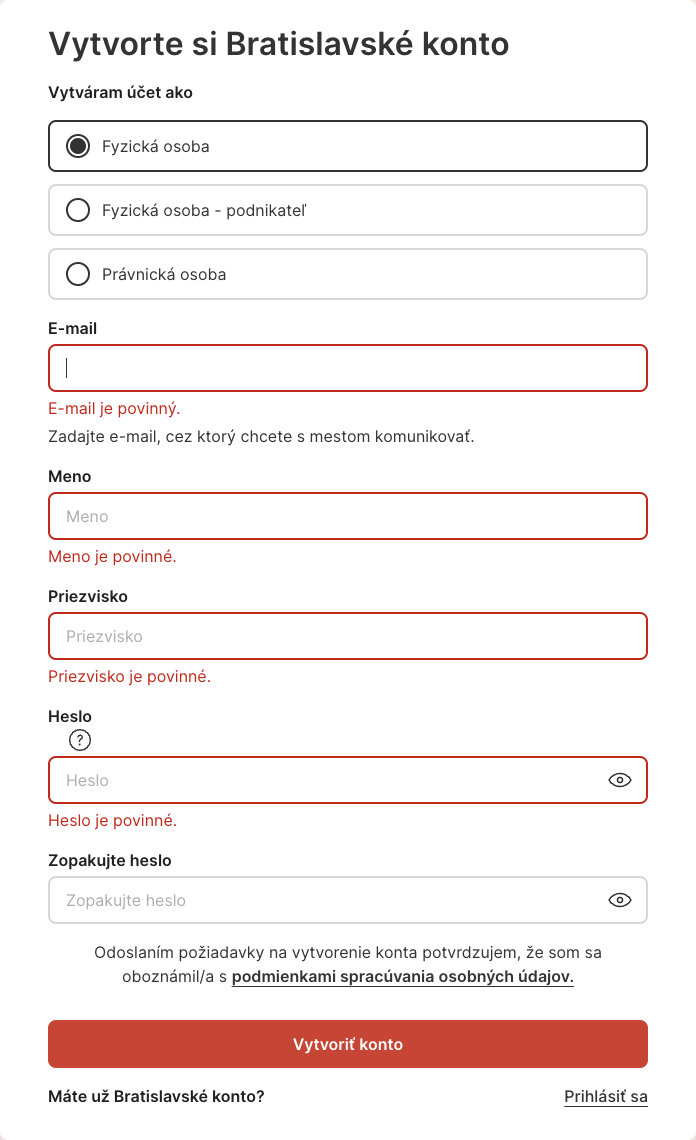 Vytvorte si Bratislavské konto
Vytváram účet ako
Fyzická osoba
Fyzická osoba - podnikateľ
Právnická osoba
E-mail
E-mail je povinný.
Zadajte e-mail, cez ktorý chcete s mestom komunikovať.
Meno
Meno
Meno je povinné.
Priezvisko
Priezvisko
Priezvisko je povinné.
Heslo
?
Heslo
Heslo je povinné.
Zopakujte heslo
Zopakujte heslo
Odoslaním požiadavky na vytvorenie konta potvrdzujem, že som sa
oboznámil/a s podmienkami spracúvania osobných údajov.
Vytvoriť konto
Máte už Bratislavské konto? Prihlásiť sa